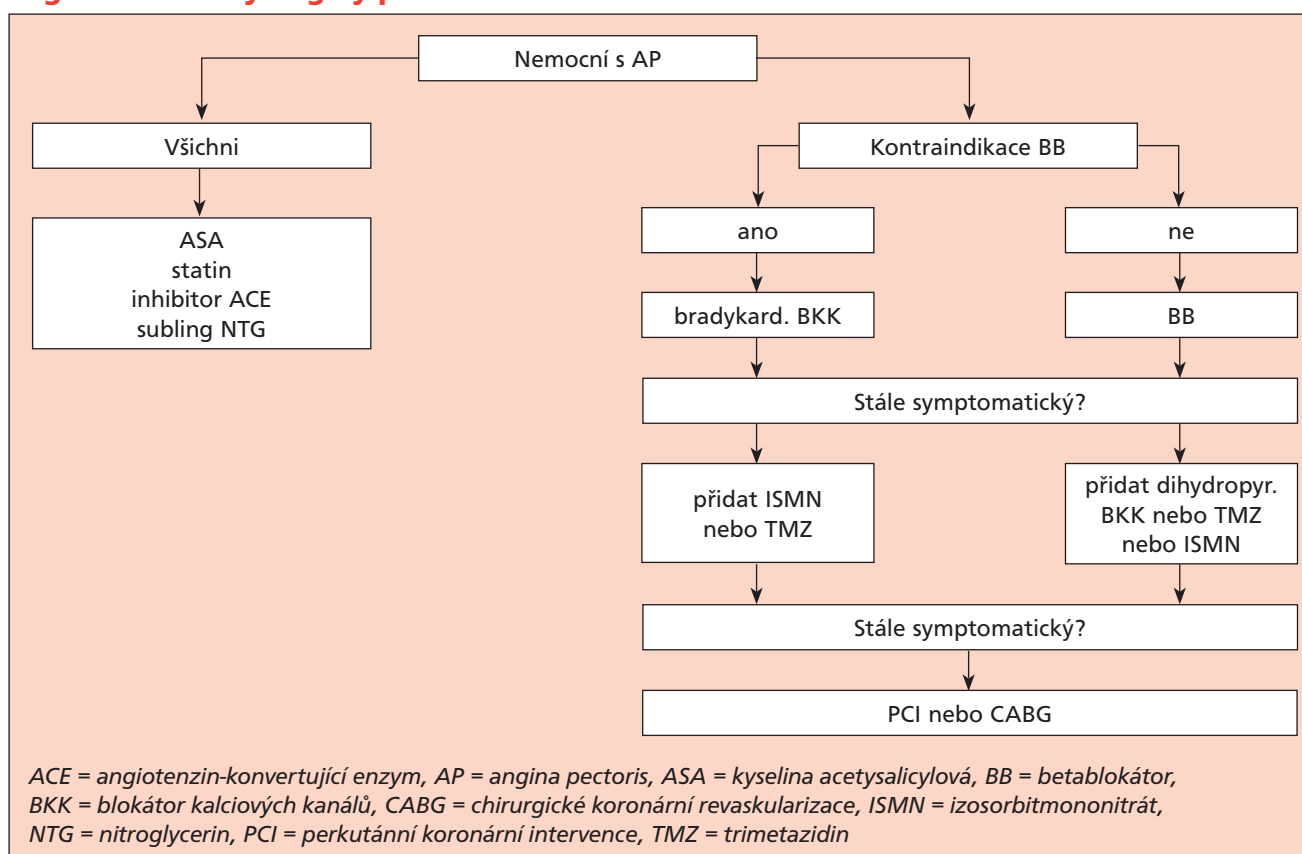 Nemocní s AP
Všichni
Kontraindikace BB
ASA
statin
inhibitor ACE
subling NTG
ano
ne
bradykard. BKK
BB
Stále symptomatický?
přidat ISMN
nebo TMZ
přidat dihydropyr.
BKK nebo TMZ
nebo ISMN
Stále symptomatický?
PCI nebo CABG
ACE = angiotenzin-konvertující enzym, AP = angina pectoris, ASA = kyselina acetysalicylová, BB = betablokátor,
BKK = blokátor kalciových kanálů, CABG = chirurgické koronární revaskularizace, ISMN = izosorbitmononitrát,
NTG = nitroglycerin, PCI = perkutánní koronární intervence, TMZ = trimetazidin